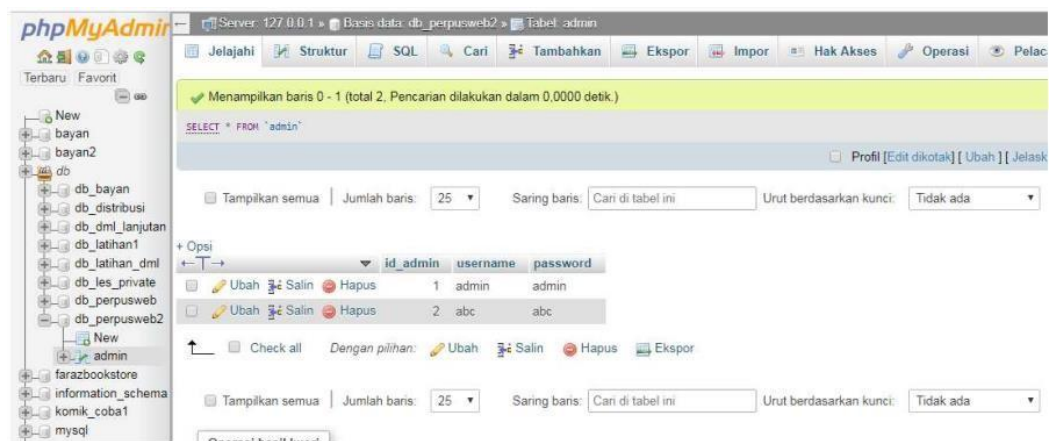 phpMyAdmin
Terbaru Favorit
New
bayan
bayan2
db
db_bayan
db_distribusi
db_dml_lanjutan
db_latihan1
db_latihan_dml
db_les_private
db_perpusweb
db_perpusweb2
New
admin
farazbookstore
information_schema
komik_coba1
mysql
Server: 127.0.0.1 » Basis data: db_perpusweb2 » Tabel: admin
Jelajahi Struktur SQL Cari Tambahkan Ekspor Impor Hak Akses Operasi Pelac
Menampilkan baris 0 - 1 (total 2, Pencarian dilakukan dalam 0,0000 detik.)
SELECT * FROM `admin`
Profil [Edit dikotak] [ Ubah ] [ Jelask
Tampilkan semua | Jumlah baris: 25 Saring baris: Cari di tabel ini Urut berdasarkan kunci: Tidak ada
+ Opsi
←T→ id_admin username password
Ubah Salin Hapus 1 admin admin
Ubah Salin Hapus 2 abc abc
Check all Dengan pilihan: Ubah Salin Hapus Ekspor
Tampilkan semua | Jumlah baris: 25 Saring baris: Cari di tabel ini Urut berdasarkan kunci: Tidak ada